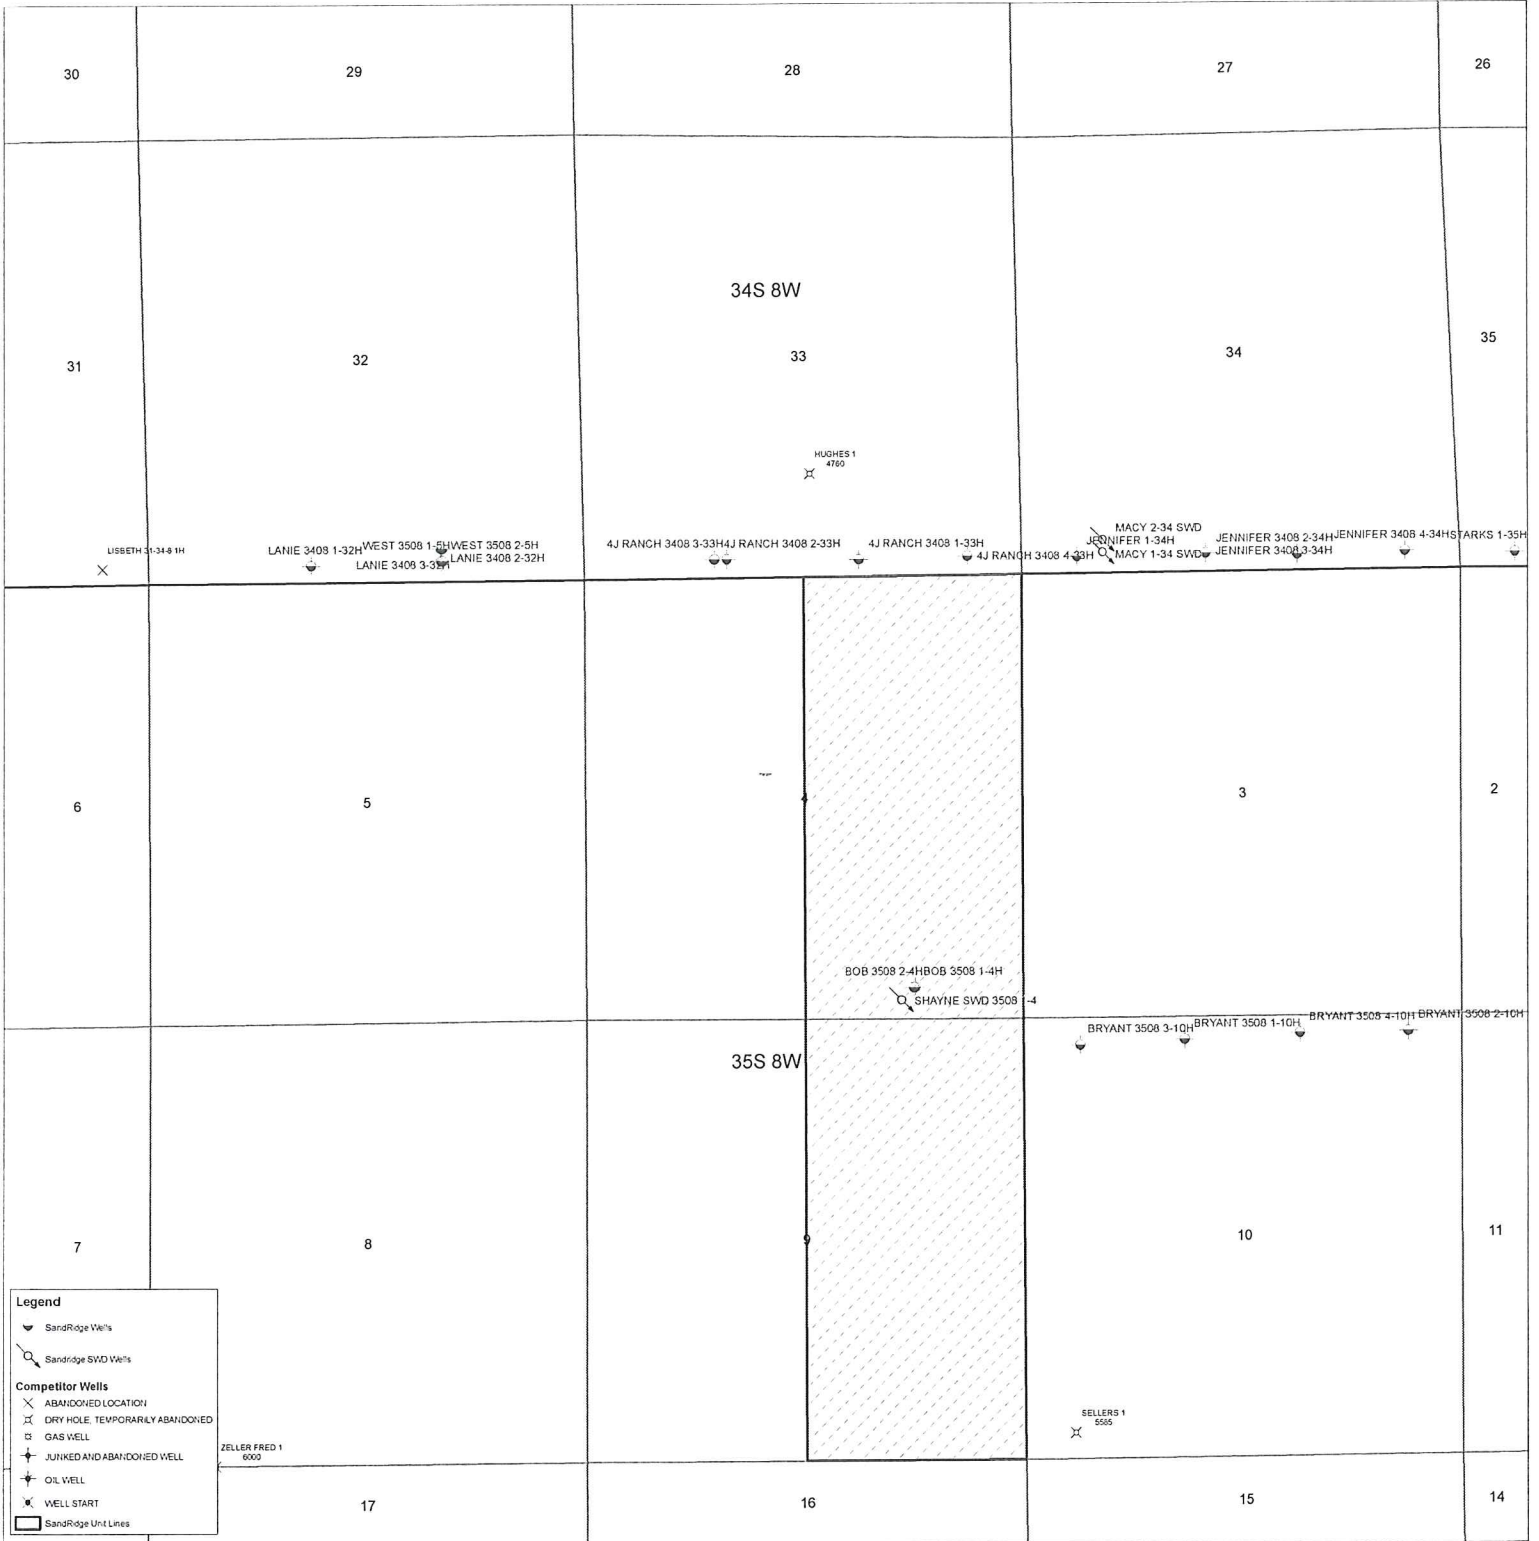 30
29
28
27
26
34S 8W
31
32
33
34
35
HUGHES 1
4760
LISBETH 31-34-8 1H
LANIE 3408 1-32H
WEST 3508 1-5H
WEST 3508 2-5H
LANIE 3408 3-32H
LANIE 3408 2-32H
4J RANCH 3408 3-33H
4J RANCH 3408 2-33H
4J RANCH 3408 1-33H
4J RANCH 3408 4-33H
MACY 2-34 SWD
JENNIFER 1-34H
MACY 1-34 SWD
JENNIFER 3408 2-34H
JENNIFER 3408 3-34H
JENNIFER 3408 4-34H
STARKS 1-35H
6
5
4
3
2
BOB 3508 2-4H
BOB 3508 1-4H
SHAYNE SWD 3508 1-4
BRYANT 3508 3-10H
BRYANT 3508 1-10H
BRYANT 3508 4-10H
BRYANT 3508 2-10H
35S 8W
7
8
9
10
11
SELLERS 1
5585
ZELLER FRED 1
6000
17
16
15
14
Legend
SandRidge Wells
Sandridge SWD Wells
Competitor Wells
ABANDONED LOCATION
DRY HOLE, TEMPORARILY ABANDONED
GAS WELL
JUNKED AND ABANDONED WELL
OIL WELL
WELL START
SandRidge Unit Lines